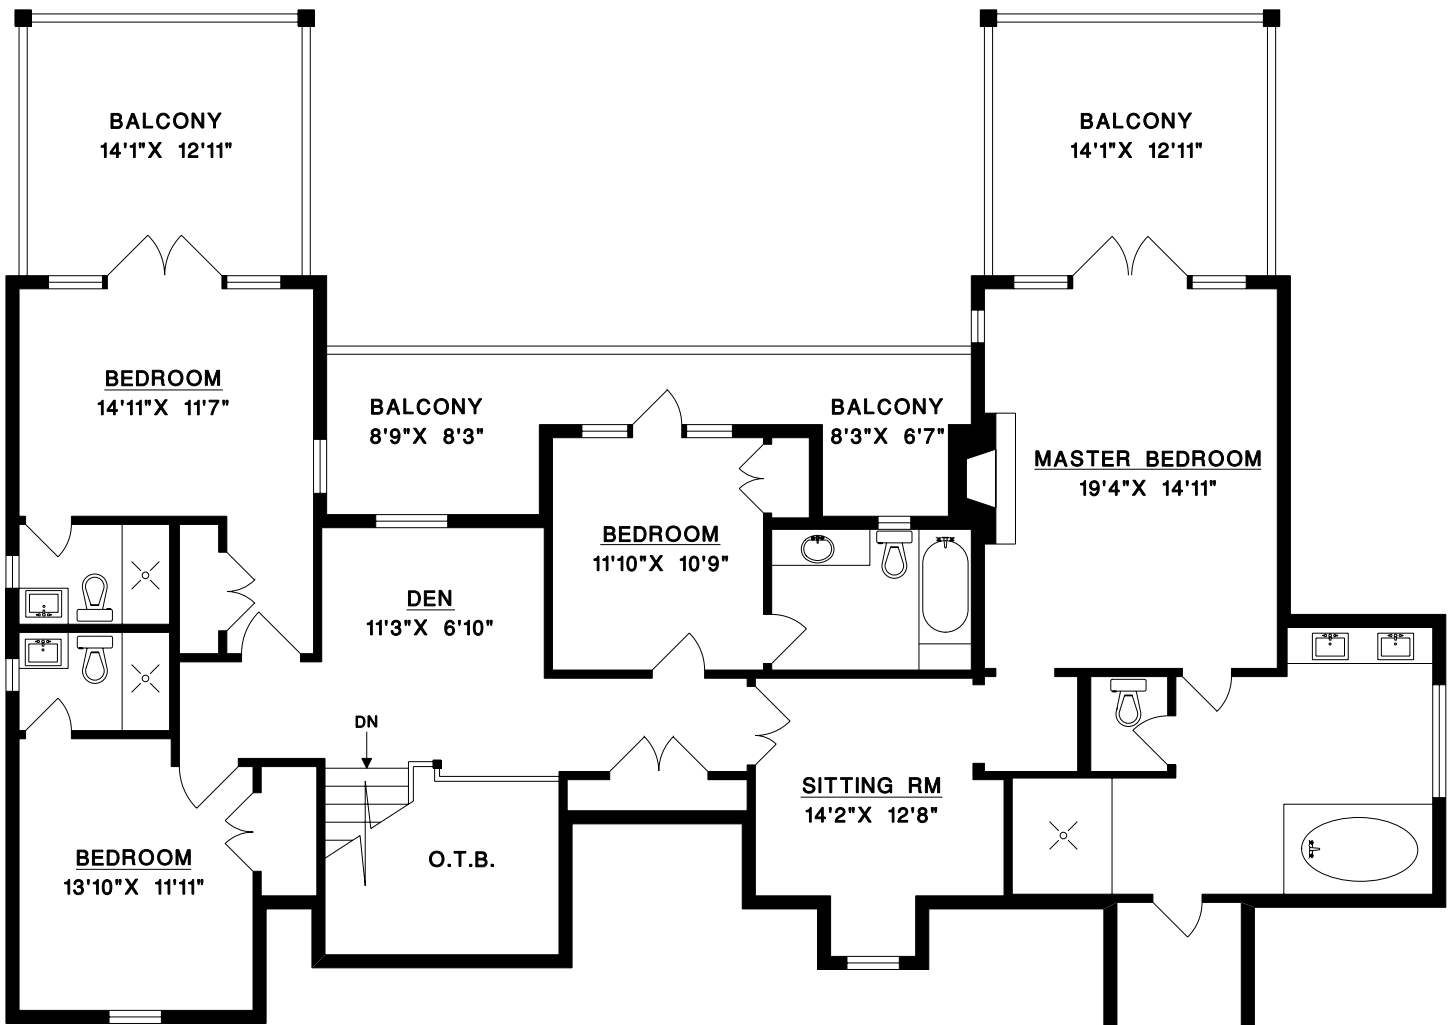 BALCONY
14'1"X 12'11"
BALCONY
14'1"X 12'11"
BEDROOM
14'11"X 11'7"
BALCONY
8'9"X 8'3"
BALCONY
8'3"X 6'7"
MASTER BEDROOM
19'4"X 14'11"
BEDROOM
11'10"X 10'9"
DEN
11'3"X 6'10"
DN
SITTING RM
14'2"X 12'8"
BEDROOM
13'10"X 11'11"
O.T.B.